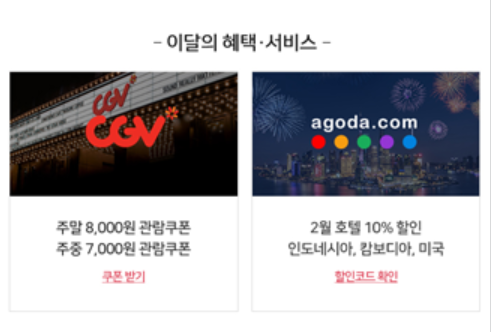 - 이달의 혜택·서비스 -
CGV
CGV
agoda.com
주말 8,000원 관람쿠폰
주중 7,000원 관람쿠폰
쿠폰 받기
2월 호텔 10% 할인
인도네시아, 캄보디아, 미국
할인코드 확인